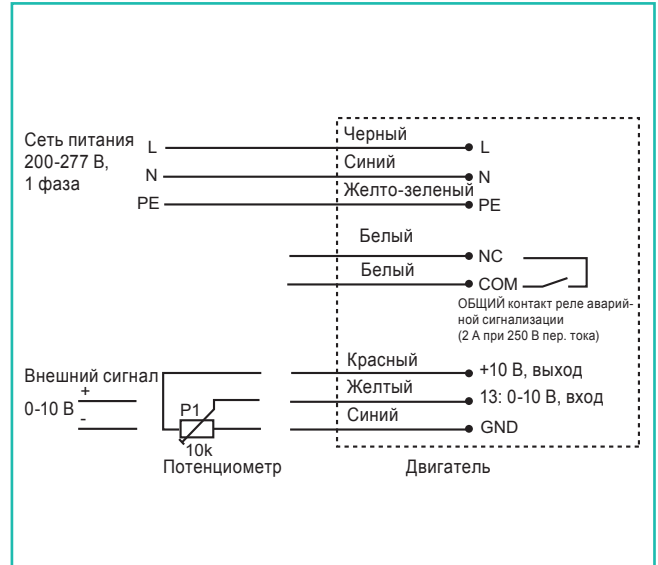 Сеть питания
200-277 В,
1 фаза
L
N
PE
Черный
Синий
Желто-зеленый
L
N
PE
Белый
Белый
NC
COM
ОБЩИЙ контакт реле аварий-
ной сигнализации
(2 А при 250 В пер. тока)
Внешний сигнал
+
0-10 В
-
P1
10k
Потенциометр
Красный
Желтый
Синий
+10 В, выход
13: 0-10 В, вход
GND
Двигатель